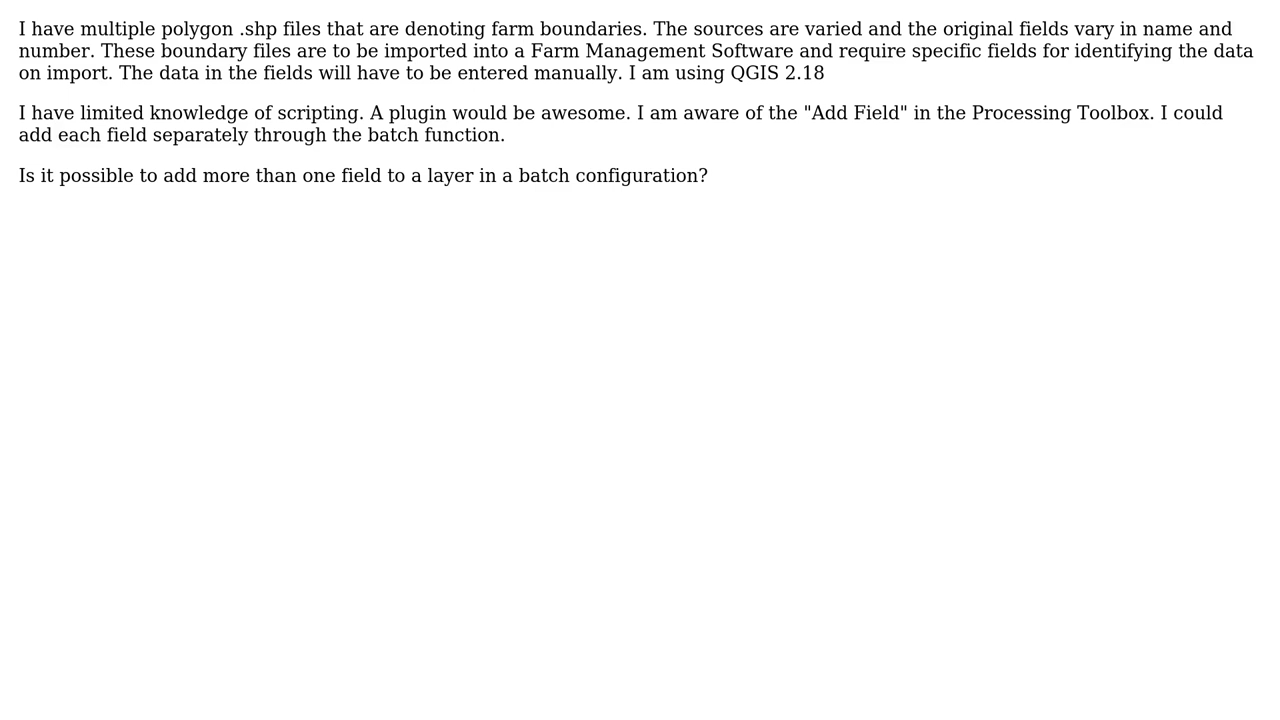 I have multiple polygon .shp files that are denoting farm boundaries. The sources are varied and the original fields vary in name and
number. These boundary files are to be imported into a Farm Management Software and require specific fields for identifying the data
on import. The data in the fields will have to be entered manually. I am using QGIS 2.18
I have limited knowledge of scripting. A plugin would be awesome. I am aware of the "Add Field" in the Processing Toolbox. I could
add each field separately through the batch function.
Is it possible to add more than one field to a layer in a batch configuration?